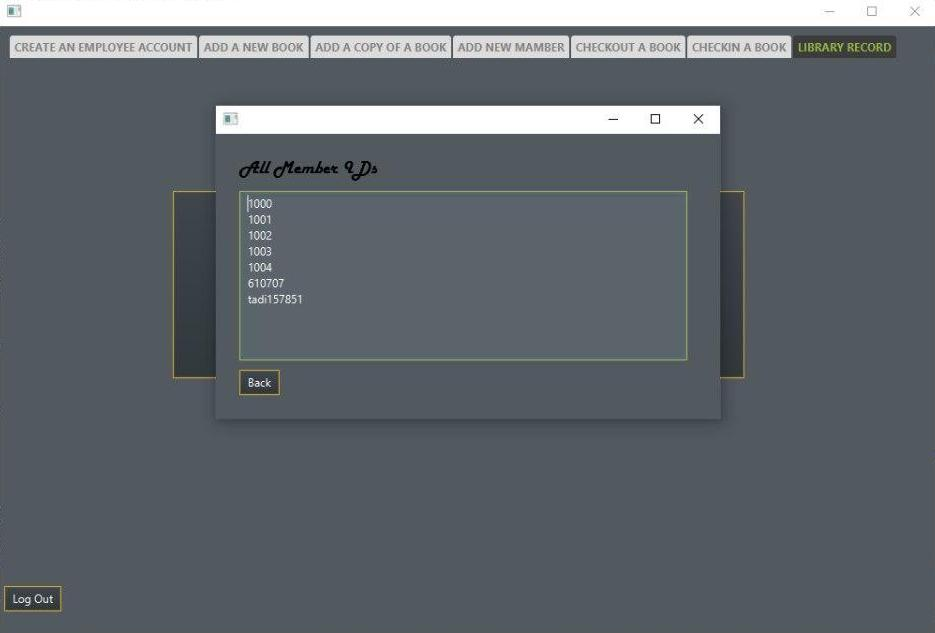 CREATE AN EMPLOYEE ACCOUNT
ADD A NEW BOOK
ADD A COPY OF A BOOK
ADD NEW MAMBER
CHECKOUT A BOOK
CHECKIN A BOOK
LIBRARY RECORD
All Member IDs
1000
1001
1002
1003
1004
610707
tadi157851
Back
Log Out